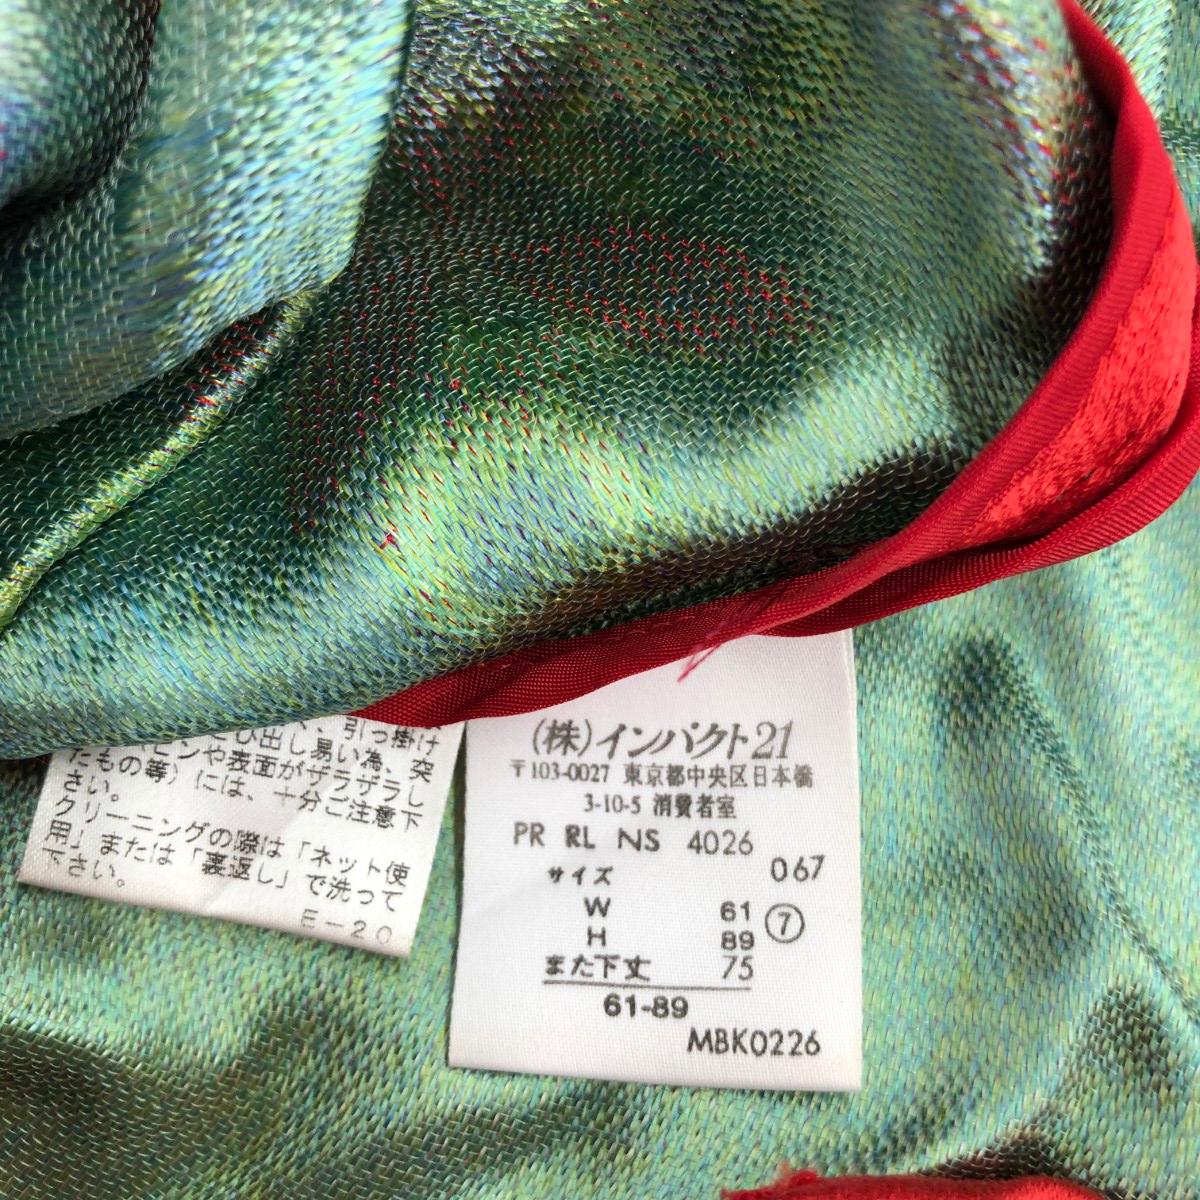 び出し易い為、突
引っ掛け
たもの等）には、十分ご注意下
ピンや表面がザラザラし
さい。
クリーニングの際は「ネット使
用」または「裏返し」で洗って
下さい。
E-20
(株)インパクト21
〒103-0027 東京都中央区日本橋
3-10-5 消費者室
PR RL NS 4026
067
サイズ
W 61 ⑦
H 89
また下丈 75
61-89
MBK0226